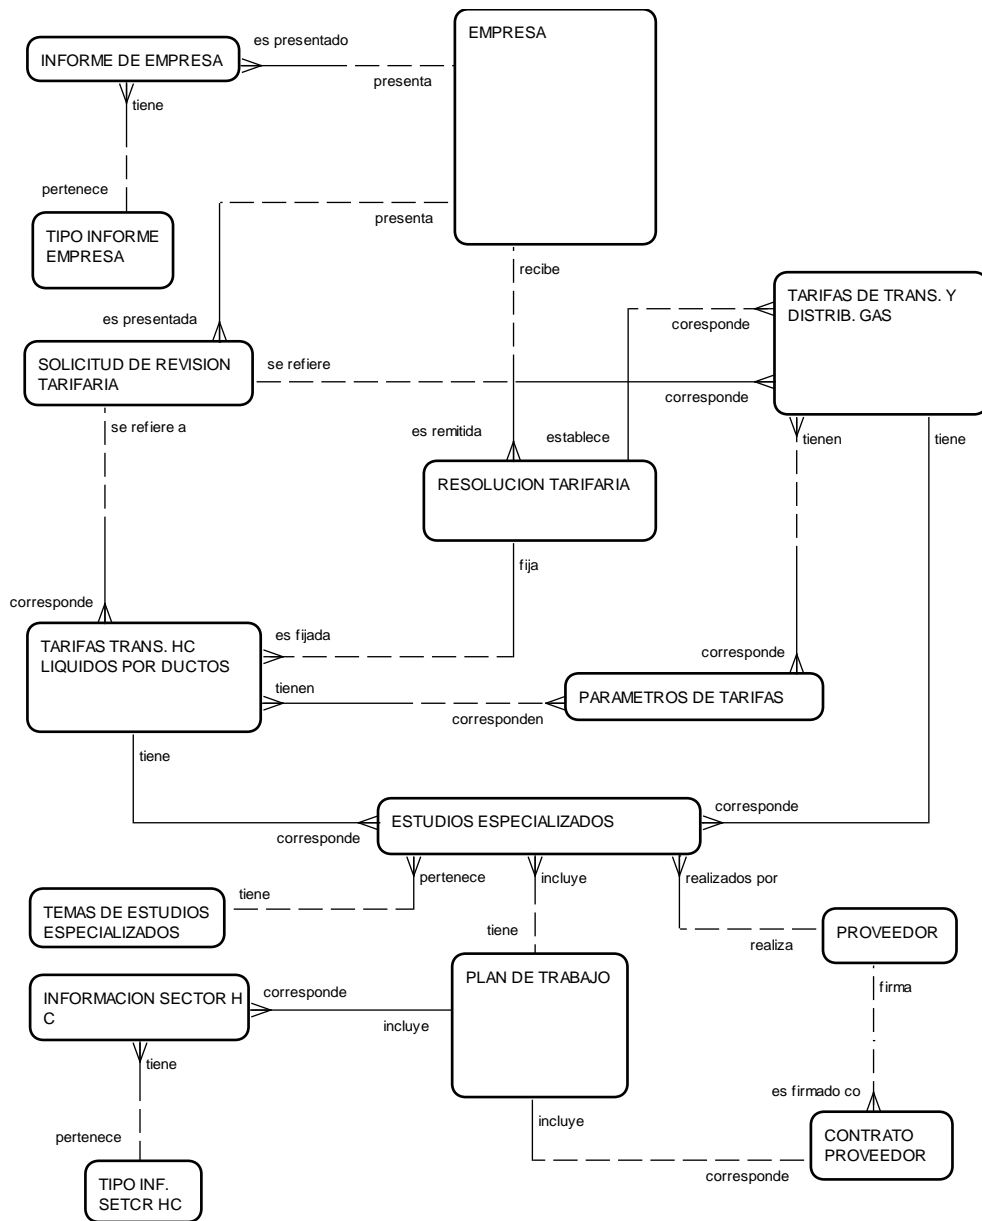 es presentado
EMPRESA
INFORME DE EMPRESA
presenta
tiene
pertenece
presenta
TIPO INFORME
EMPRESA
recibe
TARIFAS DE TRANS. Y
DISTRIB. GAS
es presentada
coresponde
SOLICITUD DE REVISION
TARIFARIA
se refiere
corresponde
se refiere a
es remitida
establece
tienen
tiene
RESOLUCION TARIFARIA
fija
corresponde
es fijada
TARIFAS TRANS. HC
LIQUIDOS POR DUCTOS
corresponde
tienen
PARAMETROS DE TARIFAS
corresponden
tiene
corresponde
ESTUDIOS ESPECIALIZADOS
corresponde
pertenece
incluye
realizados por
tiene
TEMAS DE ESTUDIOS
ESPECIALIZADOS
tiene
realiza
PROVEEDOR
PLAN DE TRABAJO
corresponde
INFORMACION SECTOR H
C
firma
incluye
tiene
es firmado co
incluye
pertenece
CONTRATO
PROVEEDOR
corresponde
TIPO INF.
SETCR HC